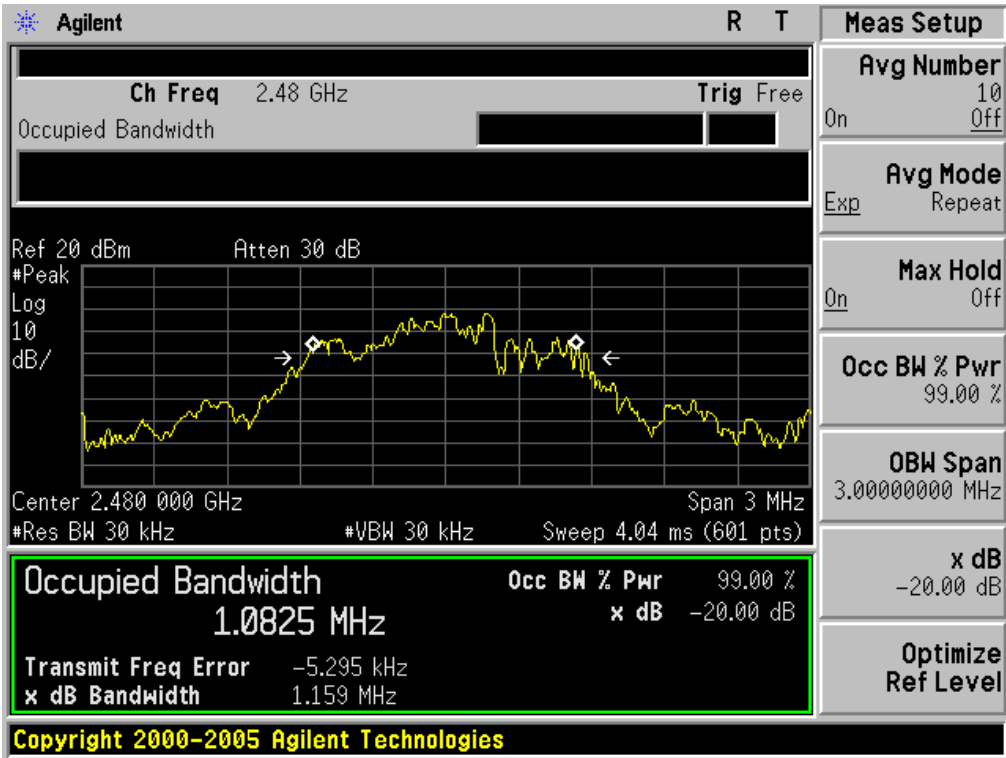 Agilent R T
Ch Freq 2.48 GHz Trig Free
Occupied Bandwidth
Ref 20 dBm Atten 30 dB
#Peak
Log
10
dB/
Center 2.480 000 GHz Span 3 MHz
#Res BW 30 kHz #VBW 30 kHz Sweep 4.04 ms (601 pts)
Occupied Bandwidth Occ BW % Pwr 99.00 %
1.0825 MHz x dB -20.00 dB
Transmit Freq Error -5.295 kHz
x dB Bandwidth 1.159 MHz
Copyright 2000-2005 Agilent Technologies
Meas Setup
Avg Number
10
On Off
Avg Mode
Exp Repeat
Max Hold
On Off
Occ BW % Pwr
99.00 %
OBW Span
3.00000000 MHz
x dB
-20.00 dB
Optimize
Ref Level